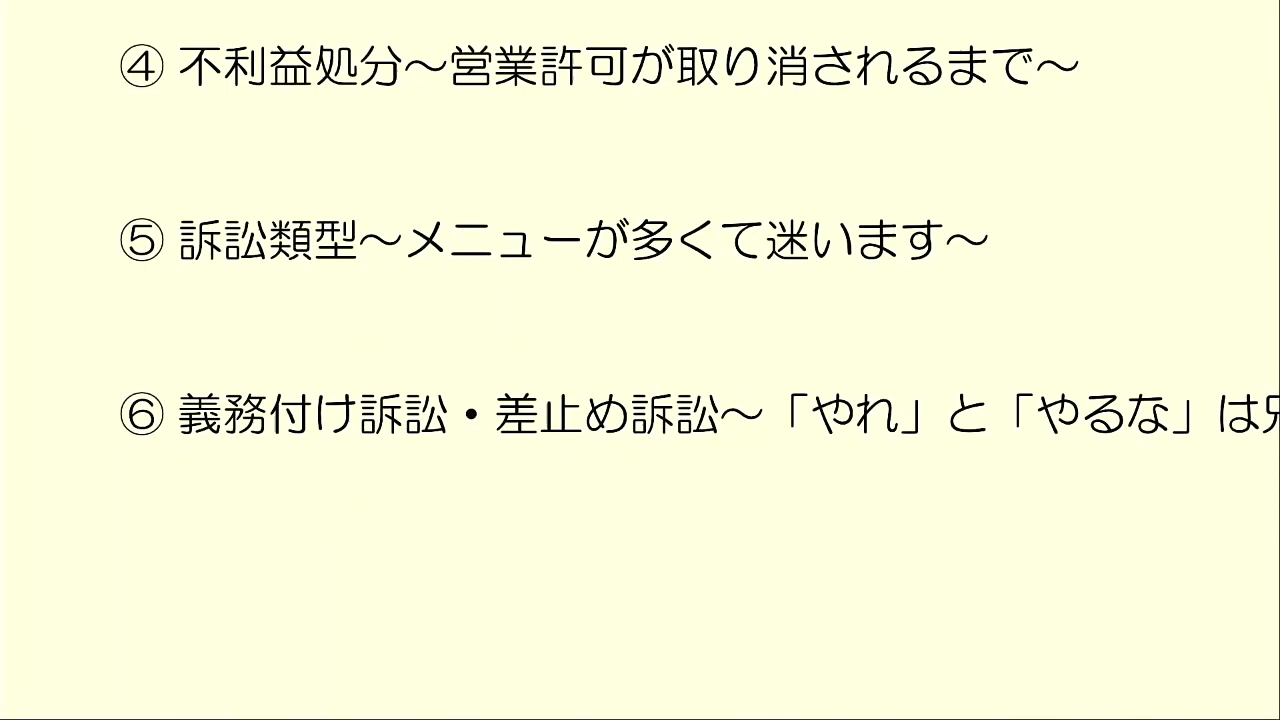 ④ 不利益処分～営業許可が取り消されるまで～
⑤ 訴訟類型～メニューが多くて迷います～
⑥ 義務付け訴訟・差止め訴訟～「やれ」と「やるな」は